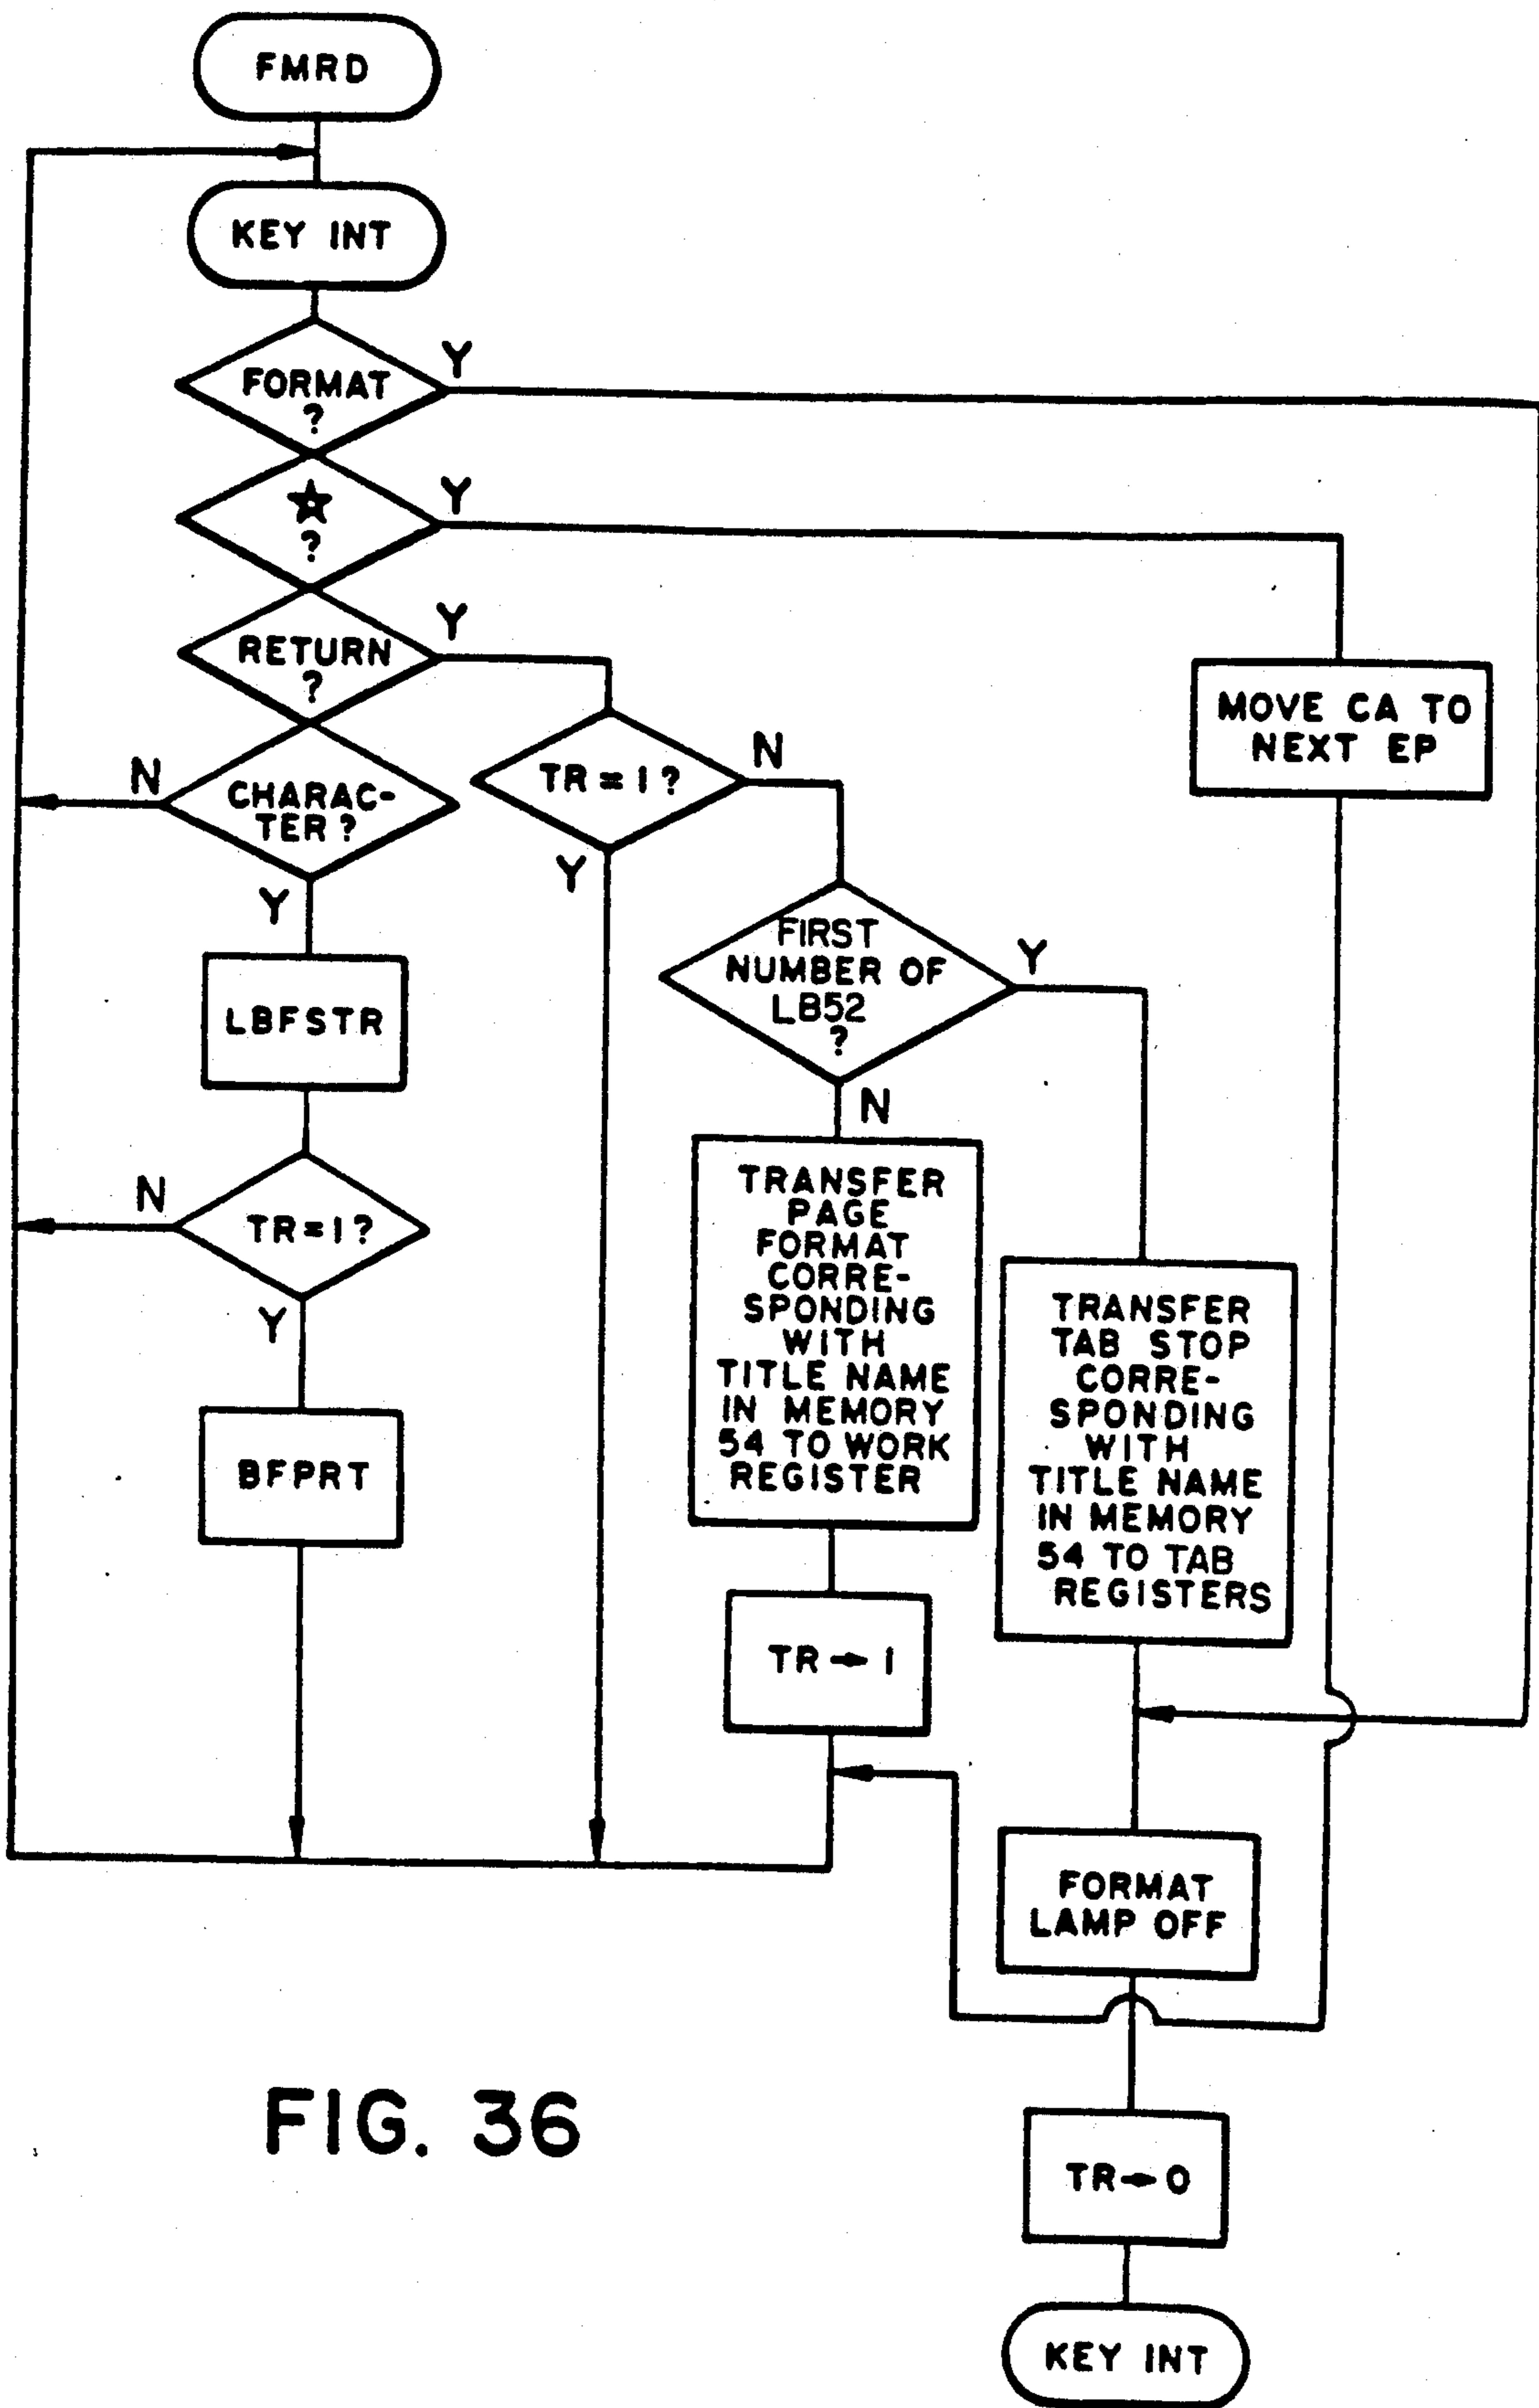 FMRD
KEY INT
FORMAT
?
Y
☆
?
Y
RETURN
?
Y
MOVE CA TO
NEXT EP
CHARAC-
TER?
N
Y
TR=1?
N
Y
FIRST
NUMBER OF
LB52
?
Y
N
LBFSTR
TR=1?
N
Y
BFPRT
TRANSFER
PAGE
FORMAT
CORRE-
SPONDING
WITH
TITLE NAME
IN MEMORY
54 TO WORK
REGISTER
TRANSFER
TAB STOP
CORRE-
SPONDING
WITH
TITLE NAME
IN MEMORY
54 TO TAB
REGISTERS
TR→1
FORMAT
LAMP OFF
TR→0
KEY INT
FIG. 36